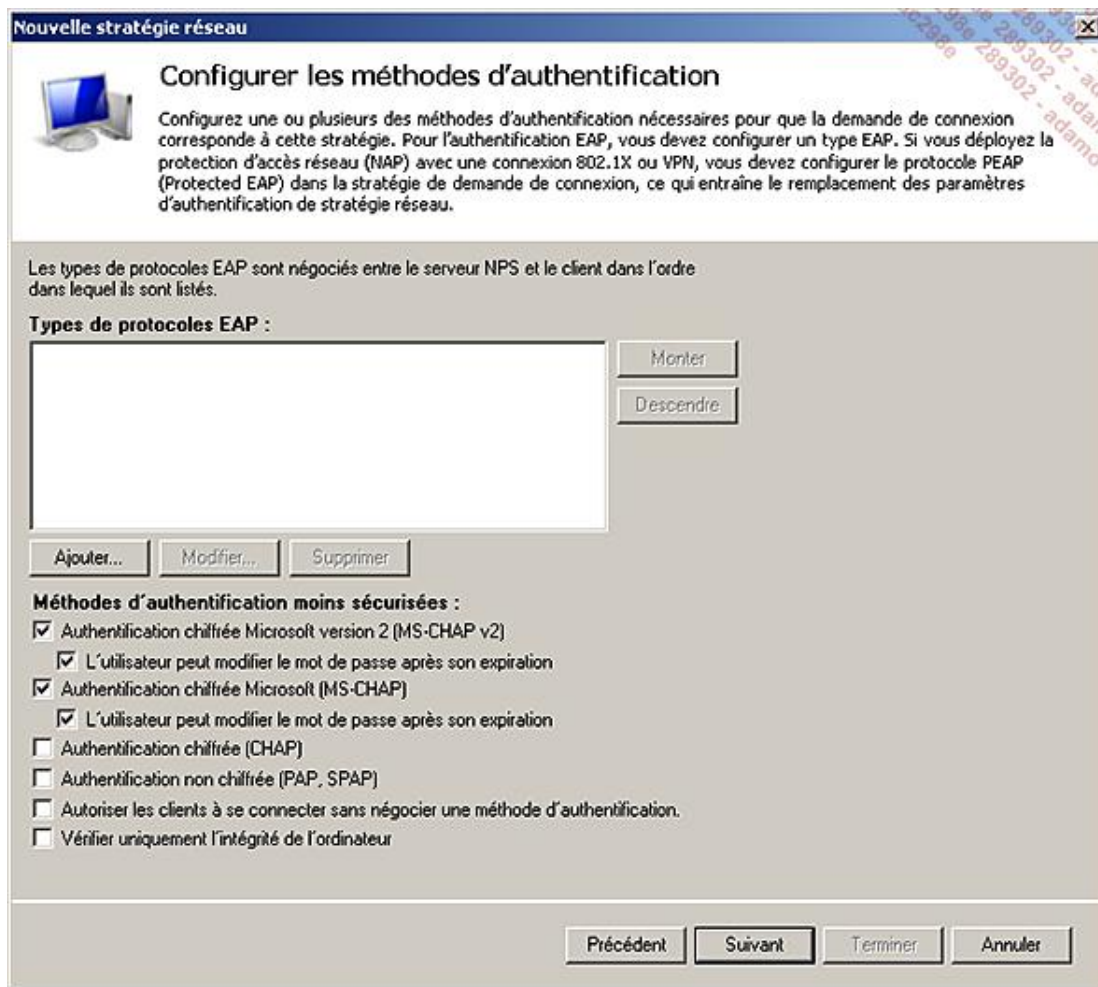 Nouvelle stratégie réseau
Configurer les méthodes d'authentification
Configurez une ou plusieurs des méthodes d'authentification nécessaires pour que la demande de connexion
corresponde à cette stratégie. Pour l'authentification EAP, vous devez configurer un type EAP. Si vous déployez la
protection d'accès réseau (NAP) avec une connexion 802.1X ou VPN, vous devez configurer le protocole PEAP
(Protected EAP) dans la stratégie de demande de connexion, ce qui entraîne le remplacement des paramètres
d'authentification de stratégie réseau.
Les types de protocoles EAP sont négociés entre le serveur NPS et le client dans l'ordre
dans lequel ils sont listés.
Types de protocoles EAP :
Monter
Descendre
Ajouter... Modifier... Supprimer
Méthodes d'authentification moins sécurisées :
Authentification chiffrée Microsoft version 2 (MS-CHAP v2)
L'utilisateur peut modifier le mot de passe après son expiration
Authentification chiffrée Microsoft (MS-CHAP)
L'utilisateur peut modifier le mot de passe après son expiration
Authentification chiffrée (CHAP)
Authentification non chiffrée (PAP, SPAP)
Autoriser les clients à se connecter sans négocier une méthode d'authentification.
Vérifier uniquement l'intégrité de l'ordinateur
Précédent Suivant Terminer Annuler